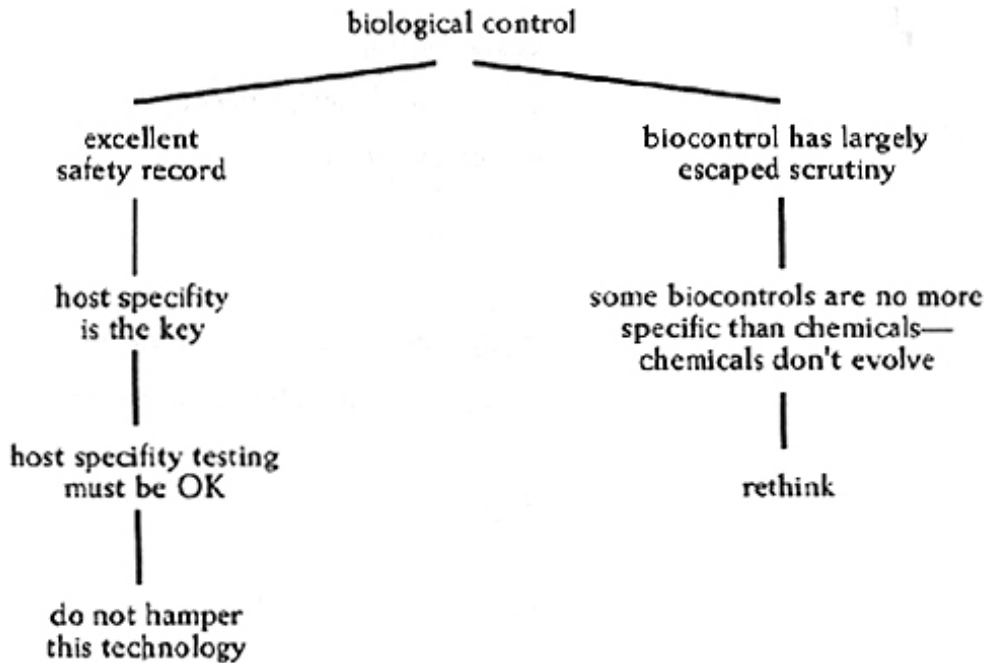 biological control
excellent
safety record
host specifity
is the key
host specifity testing
must be OK
do not hamper
this technology
biocontrol has largely
escaped scrutiny
some biocontrols are no more
specific than chemicals—
chemicals don't evolve
rethink